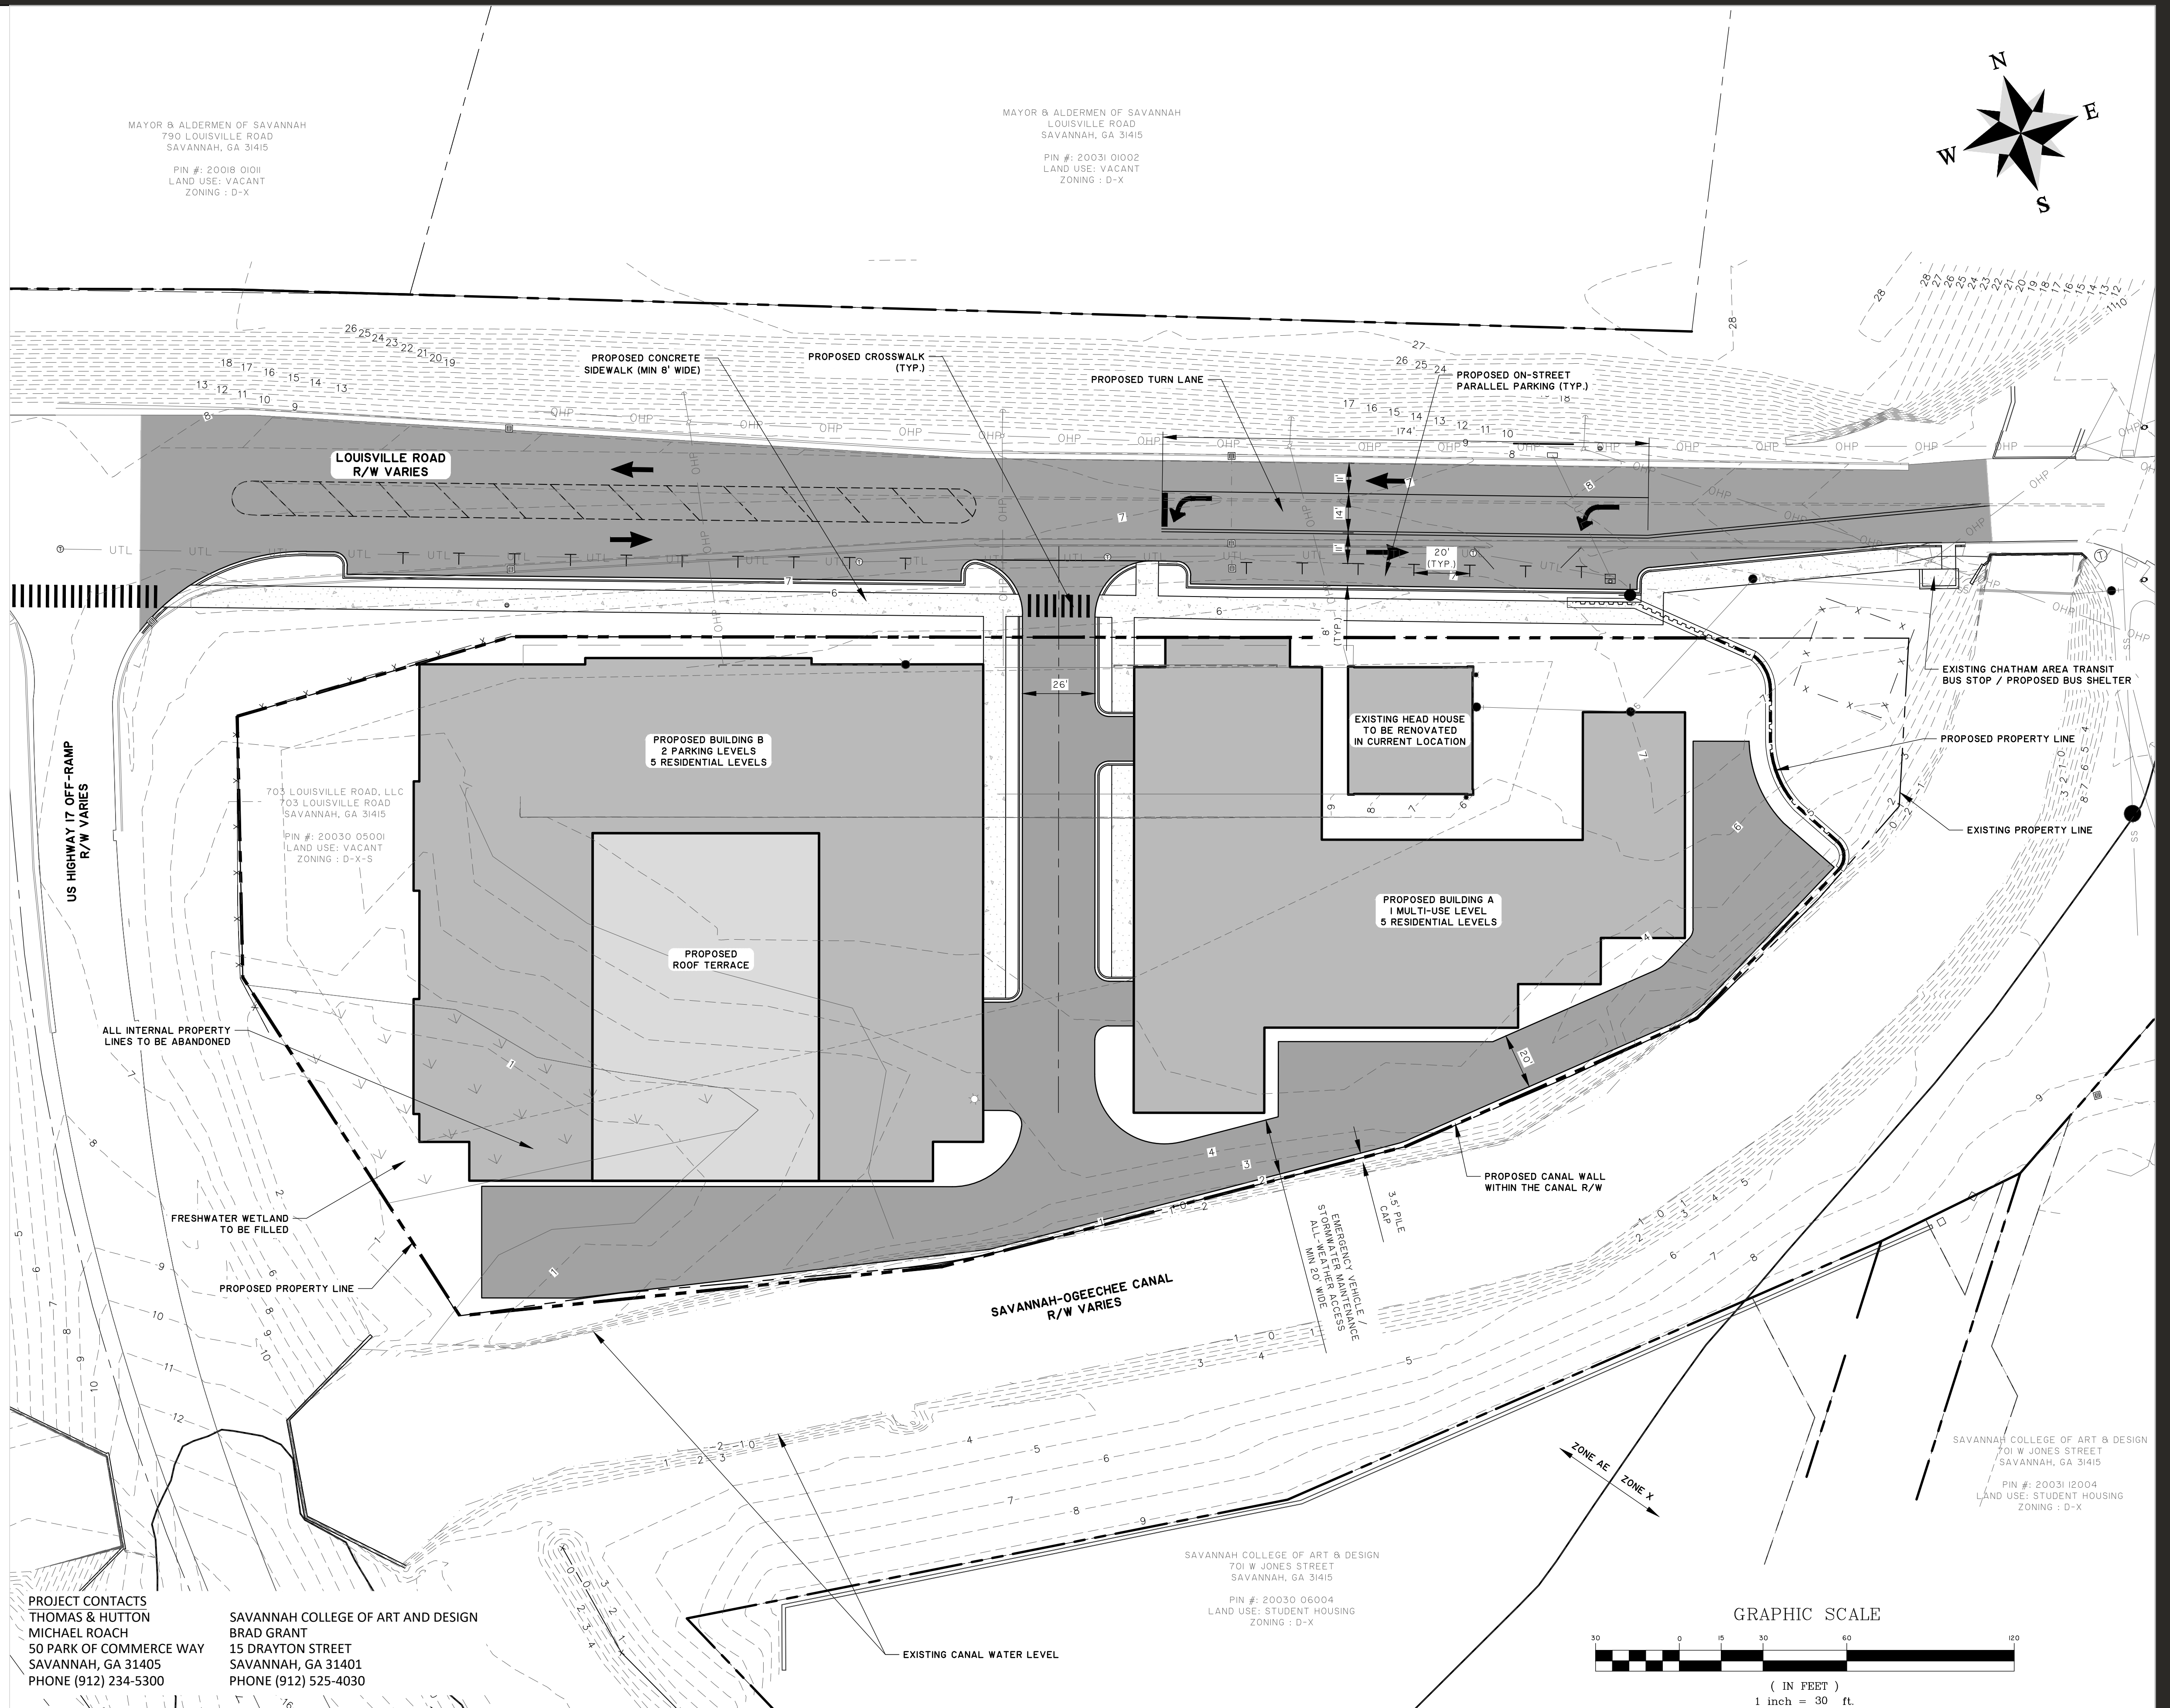 MAYOR & ALDERMEN OF SAVANNAH
790 LOUISVILLE ROAD
SAVANNAH, GA 31415
PIN #: 20018 01011
LAND USE: VACANT
ZONING : D-X
MAYOR & ALDERMEN OF SAVANNAH
LOUISVILLE ROAD
SAVANNAH, GA 31415
PIN #: 20031 01002
LAND USE: VACANT
ZONING : D-X
N
E
W
S
PROPOSED CONCRETE
SIDEWALK (MIN 8' WIDE)
PROPOSED CROSSWALK
(TYP.)
PROPOSED TURN LANE
PROPOSED ON-STREET
PARALLEL PARKING (TYP.)
174'
LOUISVILLE ROAD
R/W VARIES
11'
14'
11'
20'
(TYP.)
8'
(TYP.)
26'
EXISTING CHATHAM AREA TRANSIT
BUS STOP / PROPOSED BUS SHELTER
PROPOSED PROPERTY LINE
EXISTING PROPERTY LINE
US HIGHWAY 17 OFF-RAMP
R/W VARIES
PROPOSED BUILDING B
2 PARKING LEVELS
5 RESIDENTIAL LEVELS
EXISTING HEAD HOUSE
TO BE RENOVATED
IN CURRENT LOCATION
703 LOUISVILLE ROAD, LLC
703 LOUISVILLE ROAD
SAVANNAH, GA 31415
PIN #: 20030 05001
LAND USE: VACANT
ZONING : D-X-S
PROPOSED BUILDING A
1 MULTI-USE LEVEL
5 RESIDENTIAL LEVELS
PROPOSED
ROOF TERRACE
ALL INTERNAL PROPERTY
LINES TO BE ABANDONED
20'
FRESHWATER WETLAND
TO BE FILLED
PROPOSED PROPERTY LINE
PROPOSED CANAL WALL
WITHIN THE CANAL R/W
3.5' PILE
CAP
EMERGENCY VEHICLE /
STORMWATER MAINTENANCE
ALL-WEATHER ACCESS
MIN 20' WIDE
SAVANNAH-OGEECHEE CANAL
R/W VARIES
ZONE AE
ZONE X
SAVANNAH COLLEGE OF ART & DESIGN
701 W JONES STREET
SAVANNAH, GA 31415
PIN #: 20031 12004
LAND USE: STUDENT HOUSING
ZONING : D-X
SAVANNAH COLLEGE OF ART & DESIGN
701 W JONES STREET
SAVANNAH, GA 31415
PIN #: 20030 06004
LAND USE: STUDENT HOUSING
ZONING : D-X
EXISTING CANAL WATER LEVEL
PROJECT CONTACTS
THOMAS & HUTTON
MICHAEL ROACH
50 PARK OF COMMERCE WAY
SAVANNAH, GA 31405
PHONE (912) 234-5300
SAVANNAH COLLEGE OF ART AND DESIGN
BRAD GRANT
15 DRAYTON STREET
SAVANNAH, GA 31401
PHONE (912) 525-4030
GRAPHIC SCALE
30 0 15 30 60 120
( IN FEET )
1 inch = 30 ft.